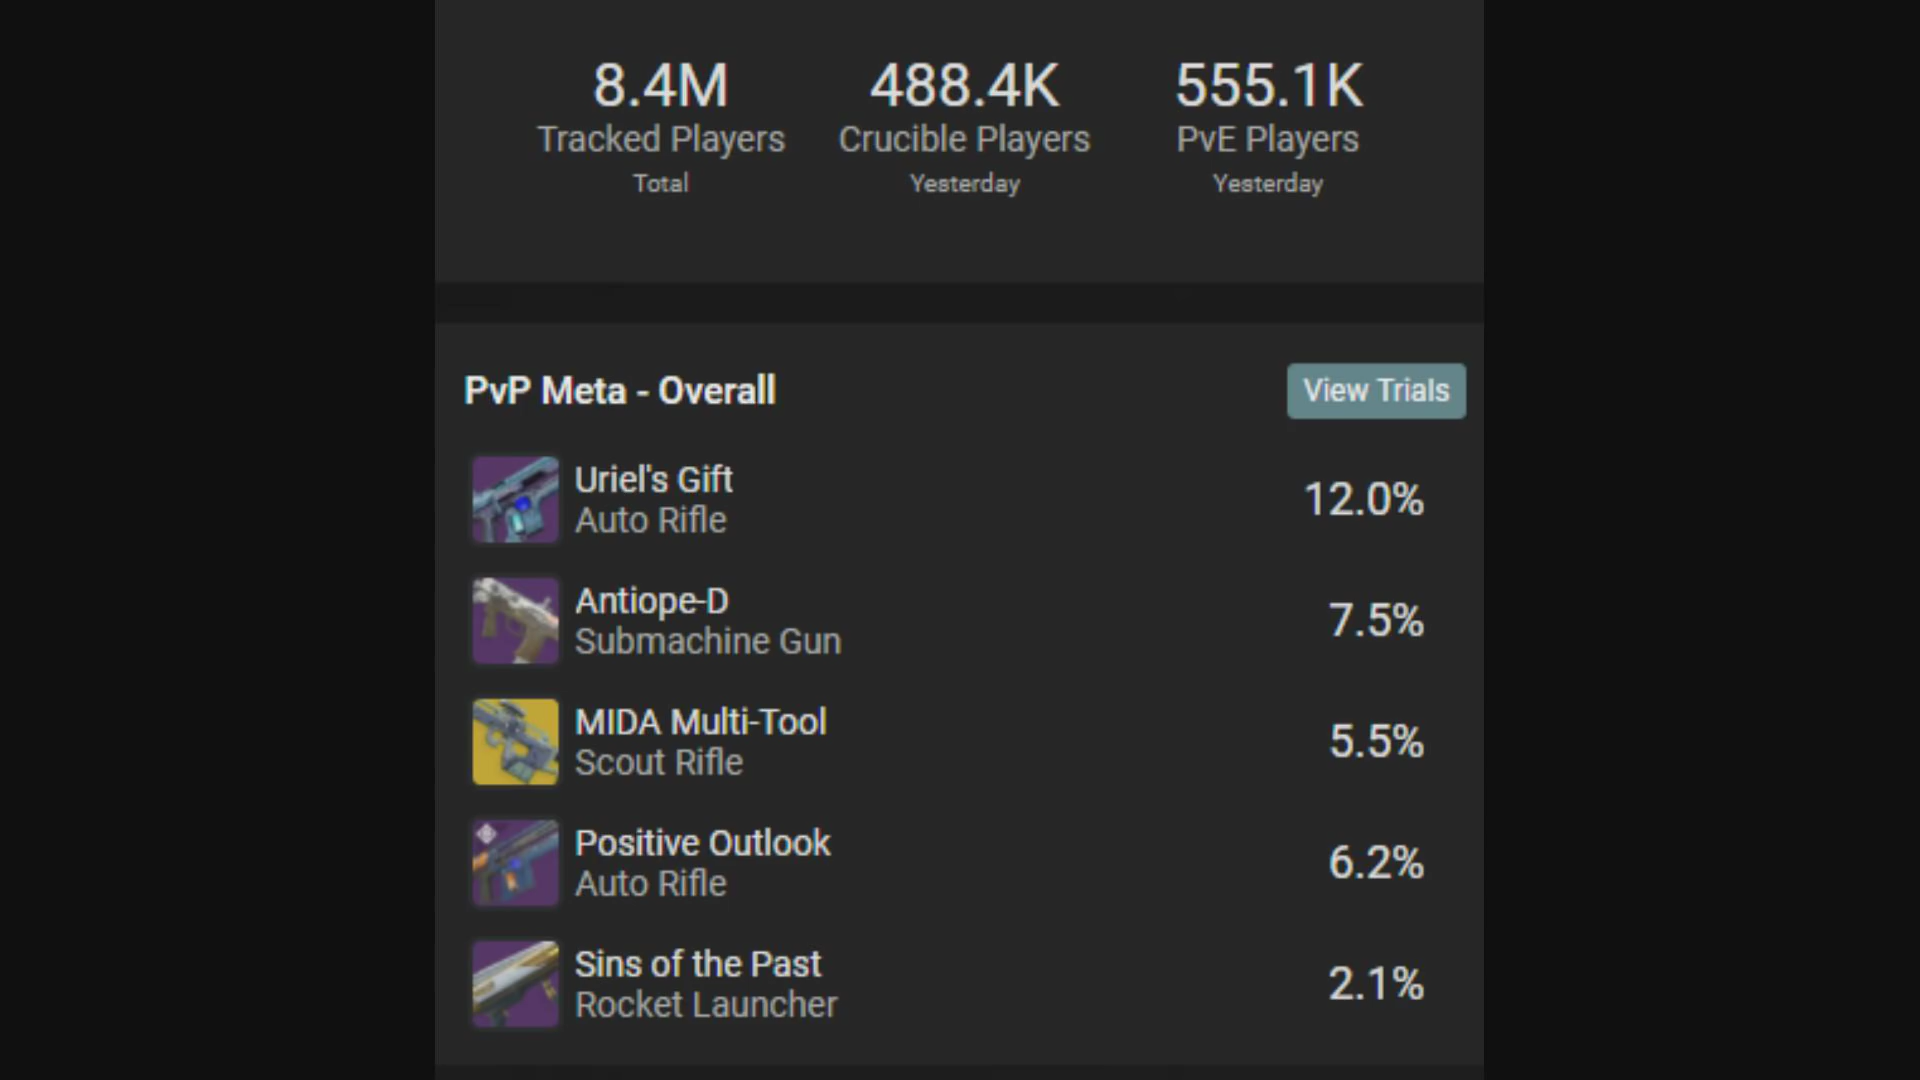 8.4M 488.4K 555.1K
Tracked Players Crucible Players PvE Players
Total Yesterday Yesterday
PvP Meta - Overall View Trials
Uriel's Gift
Auto Rifle 12.0%
Antiope-D
Submachine Gun 7.5%
MIDA Multi-Tool
Scout Rifle 5.5%
Positive Outlook
Auto Rifle 6.2%
Sins of the Past
Rocket Launcher 2.1%